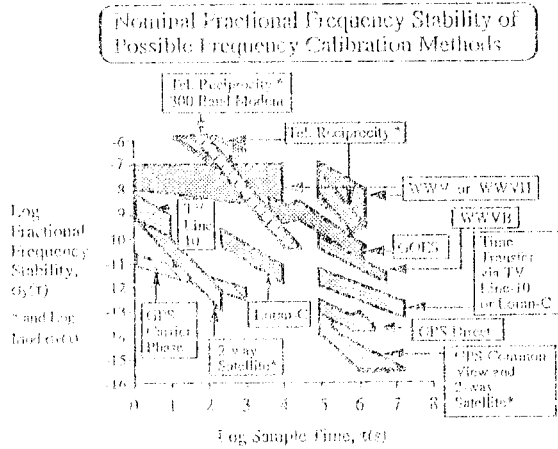 Nominal Fractional Frequency Stability of
Possible Frequency Calibration Methods
Tel. Reciprocity *
300 Baud Modem
Tel. Reciprocity *
-6
-7
-8
-9
-10
-11
-12
-13
-14
-15
-16
WWV or WWVH
WWVB
GOES
Time
Transfer
via TV
Line-10
or Loran-C
TV
Line
10
Log
Fractional
Frequency
Stability,
σy(τ)
* and Log
mod σy(τ)
Loran-C
GPS
Carrier
Phase
2-way
Satellite*
GPS Direct
GPS Common
View and
2-way
Satellite*
0 1 2 3 4 5 6 7 8
Log Sample Time, τ(s)